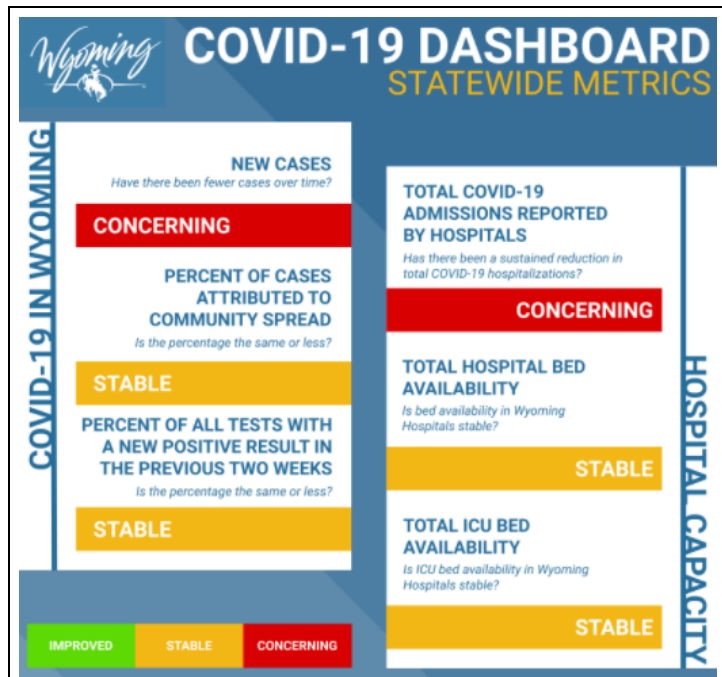 Wyoming
COVID-19 DASHBOARD
STATEWIDE METRICS
COVID-19 IN WYOMING
NEW CASES
Have there been fewer cases over time?
CONCERNING
PERCENT OF CASES
ATTRIBUTED TO
COMMUNITY SPREAD
Is the percentage the same or less?
STABLE
PERCENT OF ALL TESTS WITH
A NEW POSITIVE RESULT IN
THE PREVIOUS TWO WEEKS
Is the percentage the same or less?
STABLE
IMPROVED
STABLE
CONCERNING
TOTAL COVID-19
ADMISSIONS REPORTED
BY HOSPITALS
Has there been a sustained reduction in
total COVID-19 hospitalizations?
CONCERNING
TOTAL HOSPITAL BED
AVAILABILITY
Is bed availability in Wyoming
Hospitals stable?
STABLE
TOTAL ICU BED
AVAILABILITY
Is ICU bed availability in Wyoming
Hospitals stable?
STABLE
HOSPITAL CAPACITY